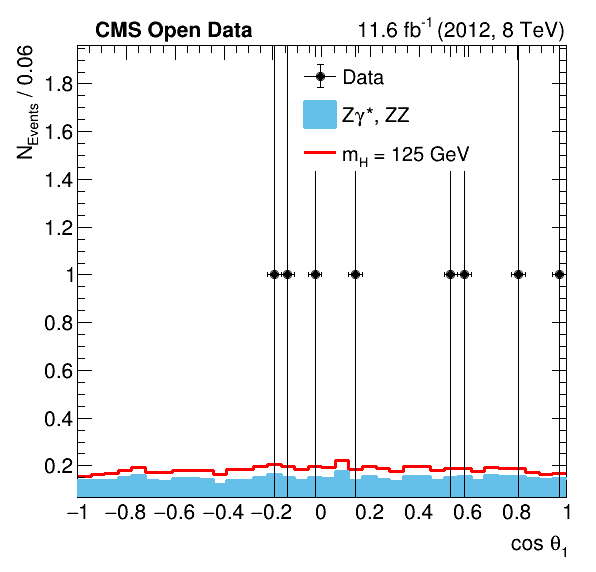 CMS Open Data 11.6 fb⁻¹ (2012, 8 TeV)
N_Events / 0.06
Data
Zγ*, ZZ
m_H = 125 GeV
1.8
1.6
1.4
1.2
1
0.8
0.6
0.4
0.2
−1 −0.8 −0.6 −0.4 −0.2 0 0.2 0.4 0.6 0.8 1
cos θ₁